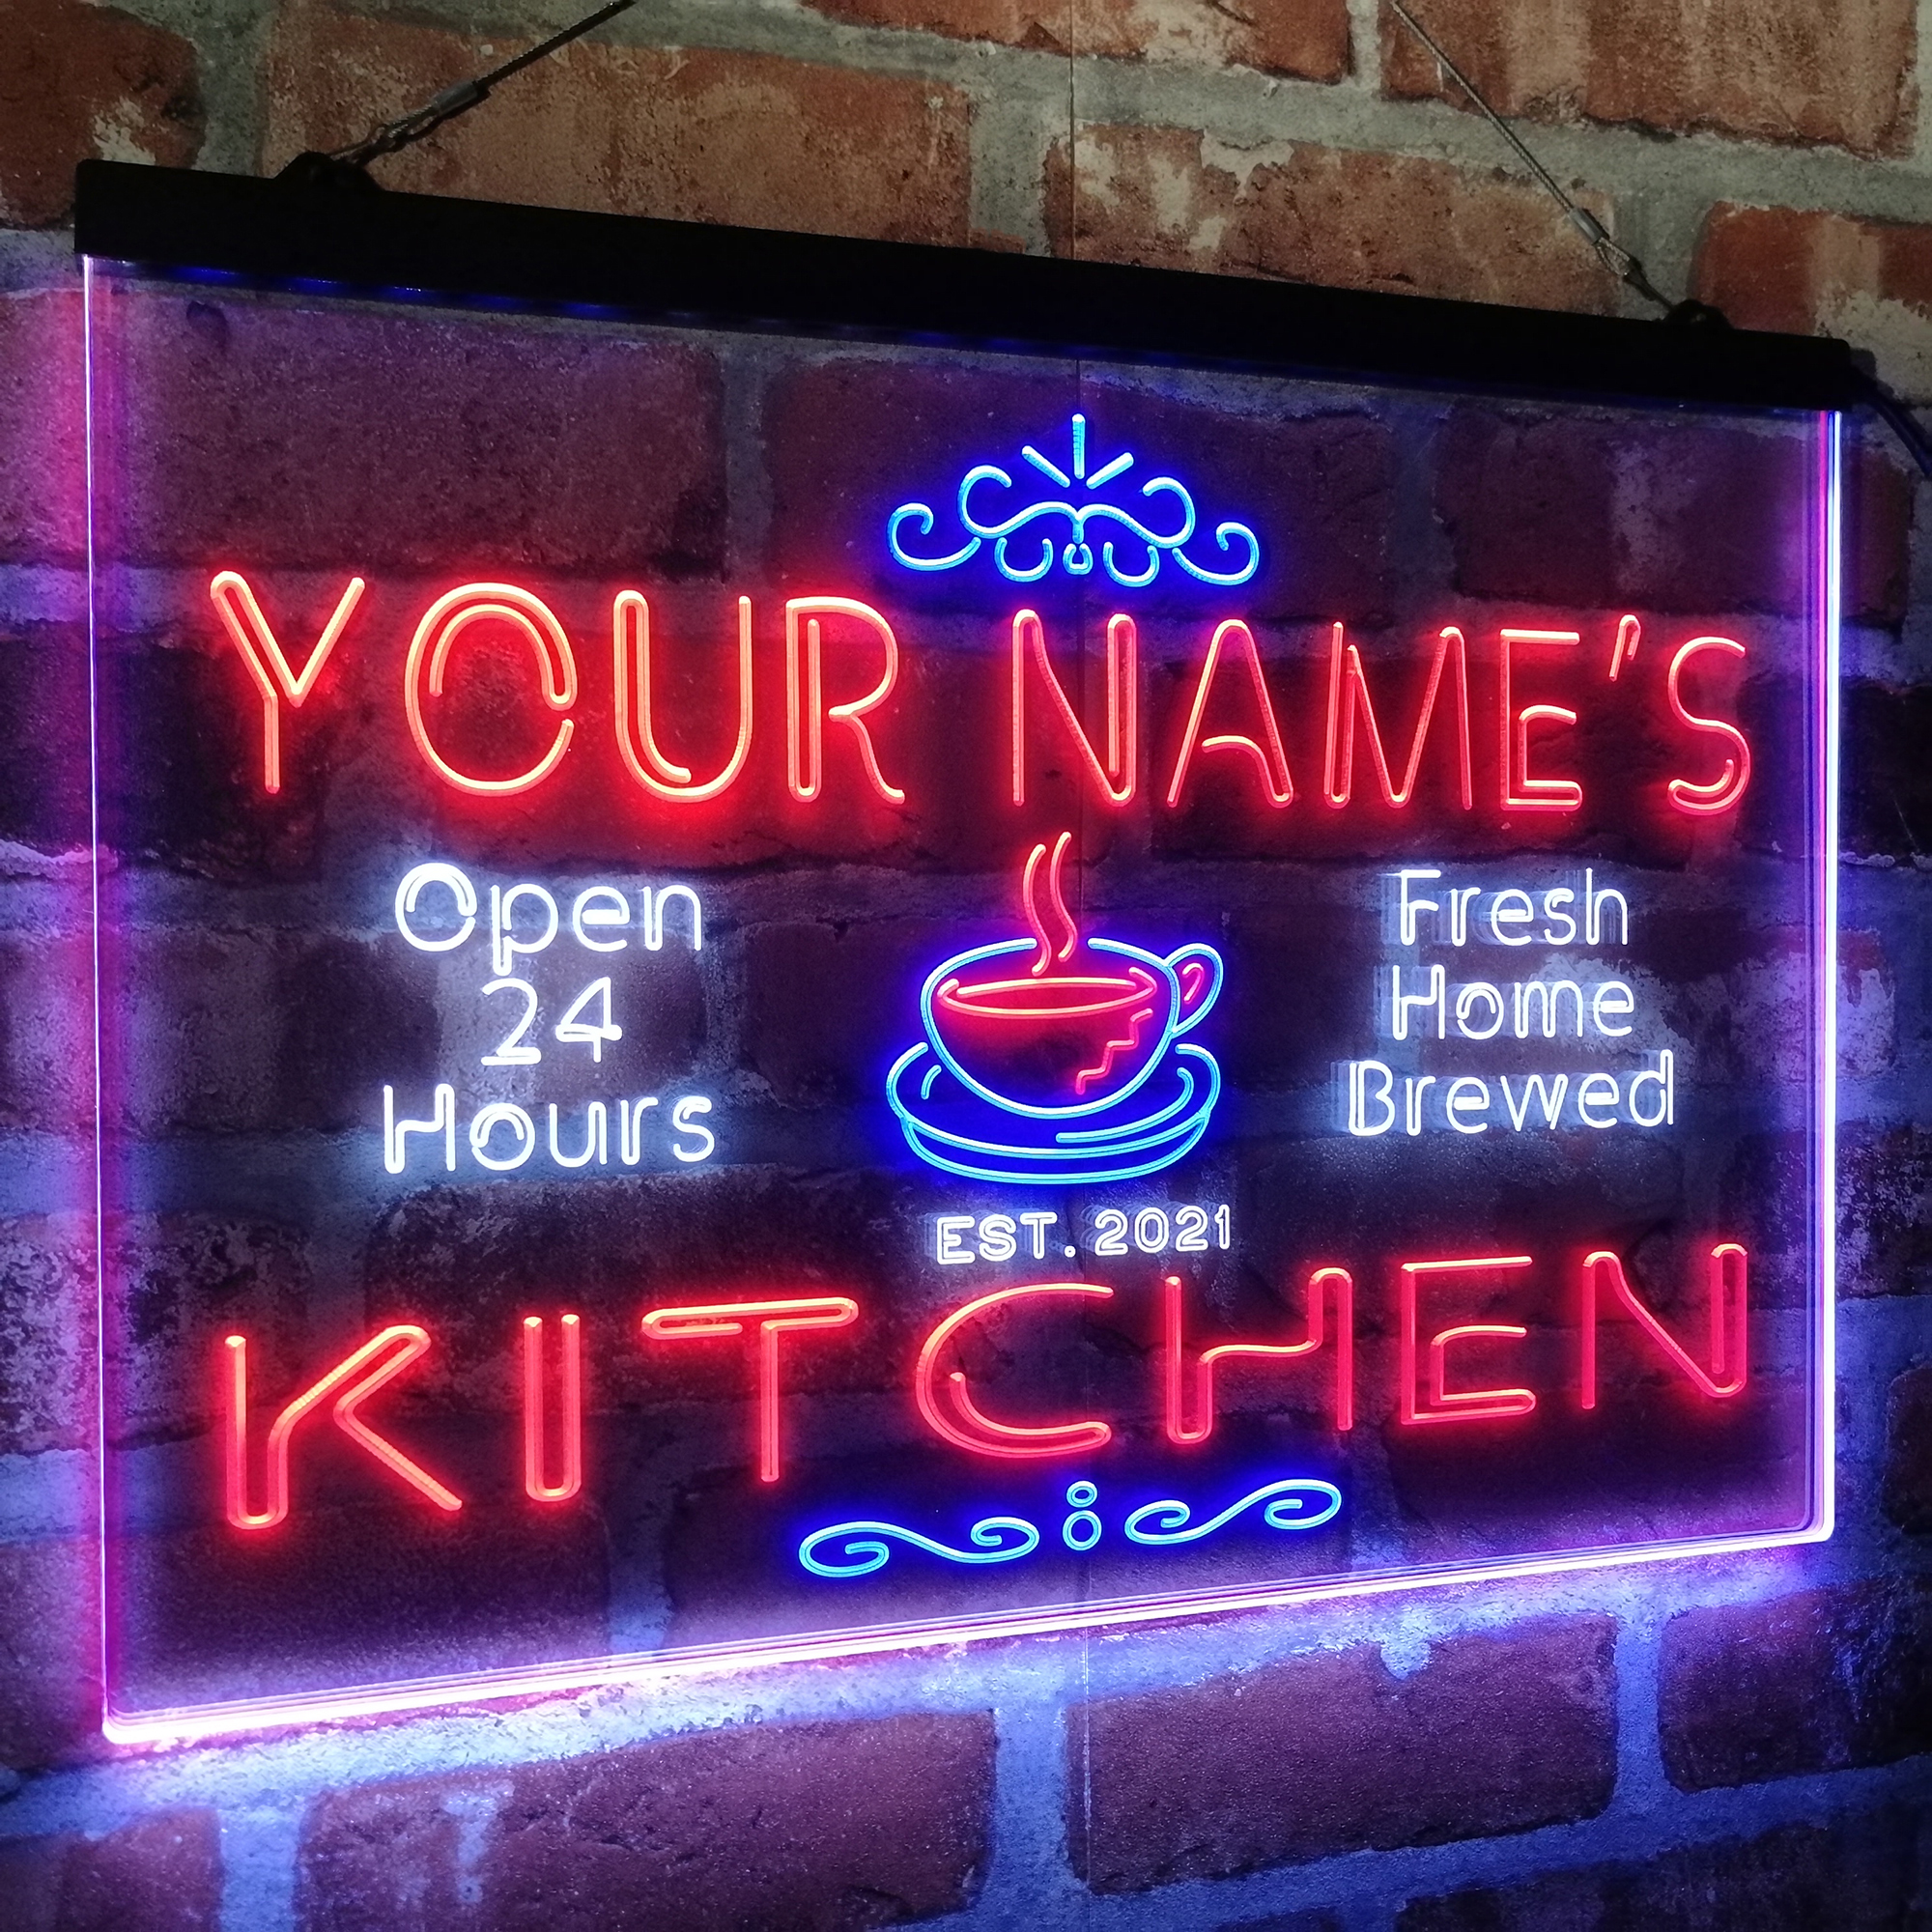 YOUR NAME'S
Open
24
Hours
Fresh
Home
Brewed
EST. 2021
KITCHEN